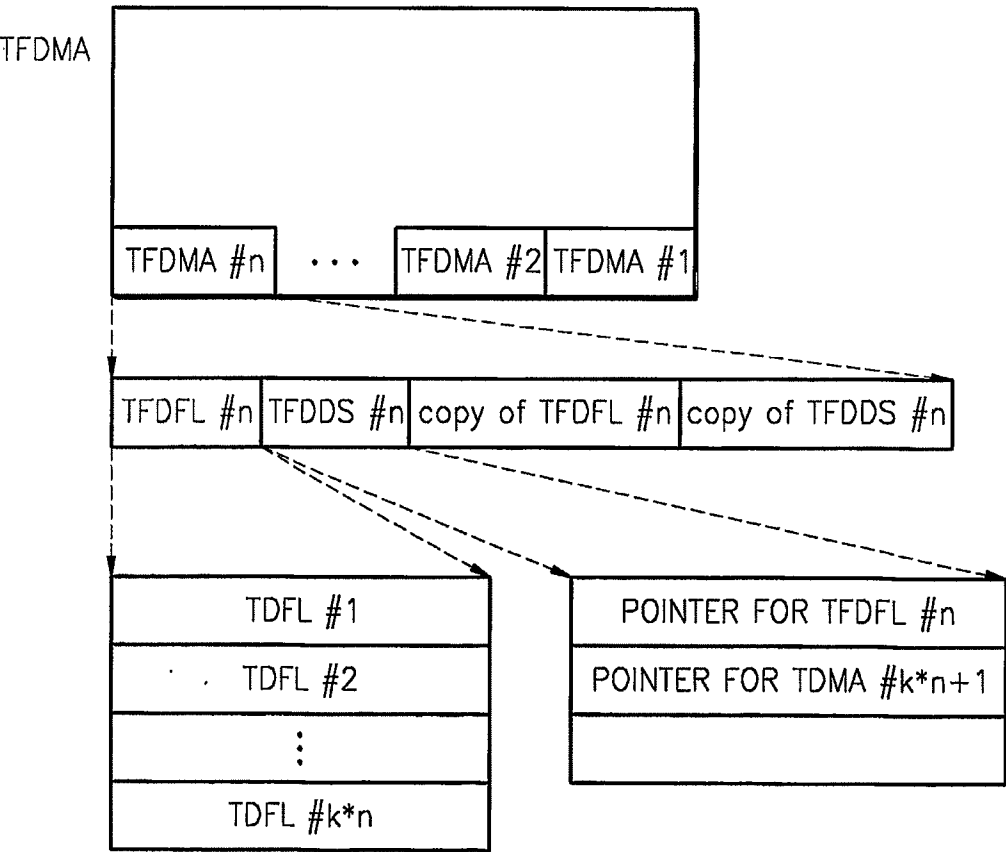 TFDMA
TFDMA #n ... TFDMA #2 TFDMA #1
TFDFL #n TFDDS #n copy of TFDFL #n copy of TFDDS #n
TDFL #1
TDFL #2
⋮
TDFL #k*n
POINTER FOR TFDFL #n
POINTER FOR TDMA #k*n+1